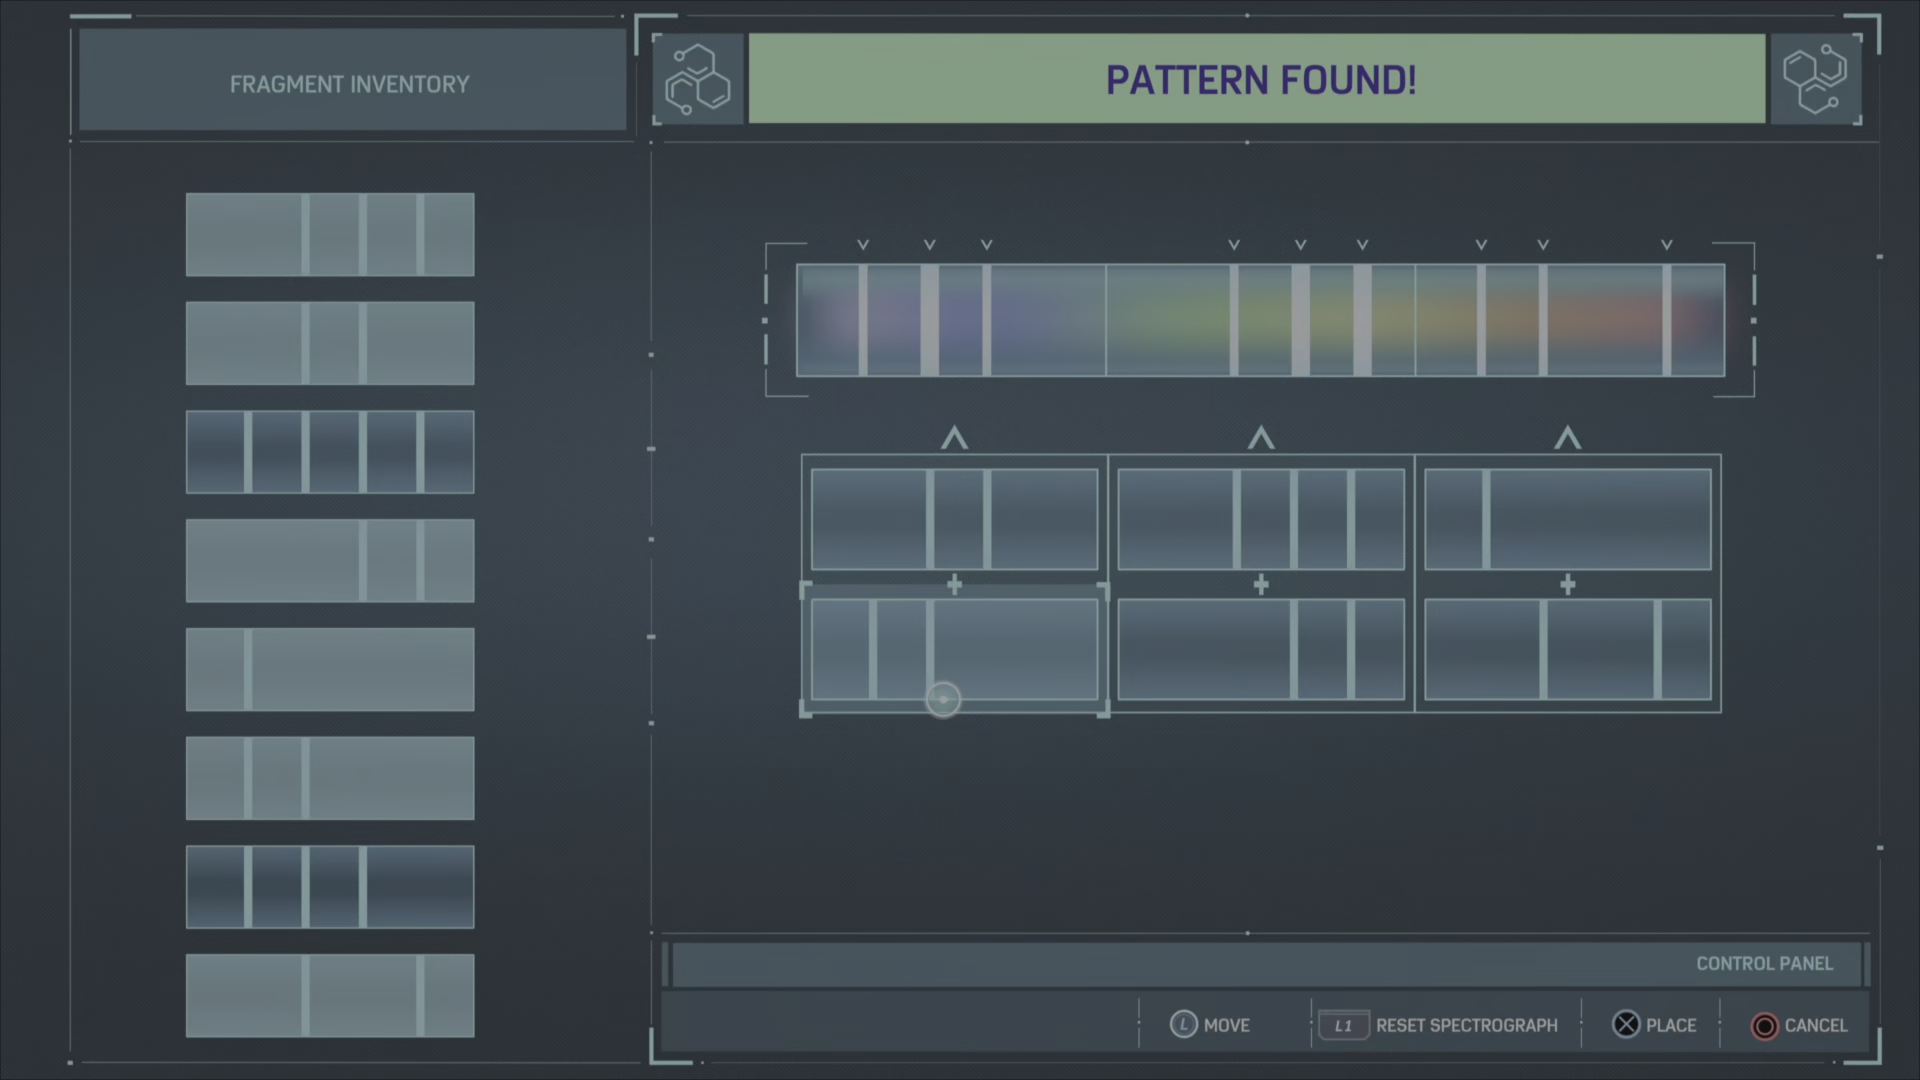 FRAGMENT INVENTORY
PATTERN FOUND!
CONTROL PANEL
L MOVE
L1 RESET SPECTROGRAPH
PLACE
CANCEL